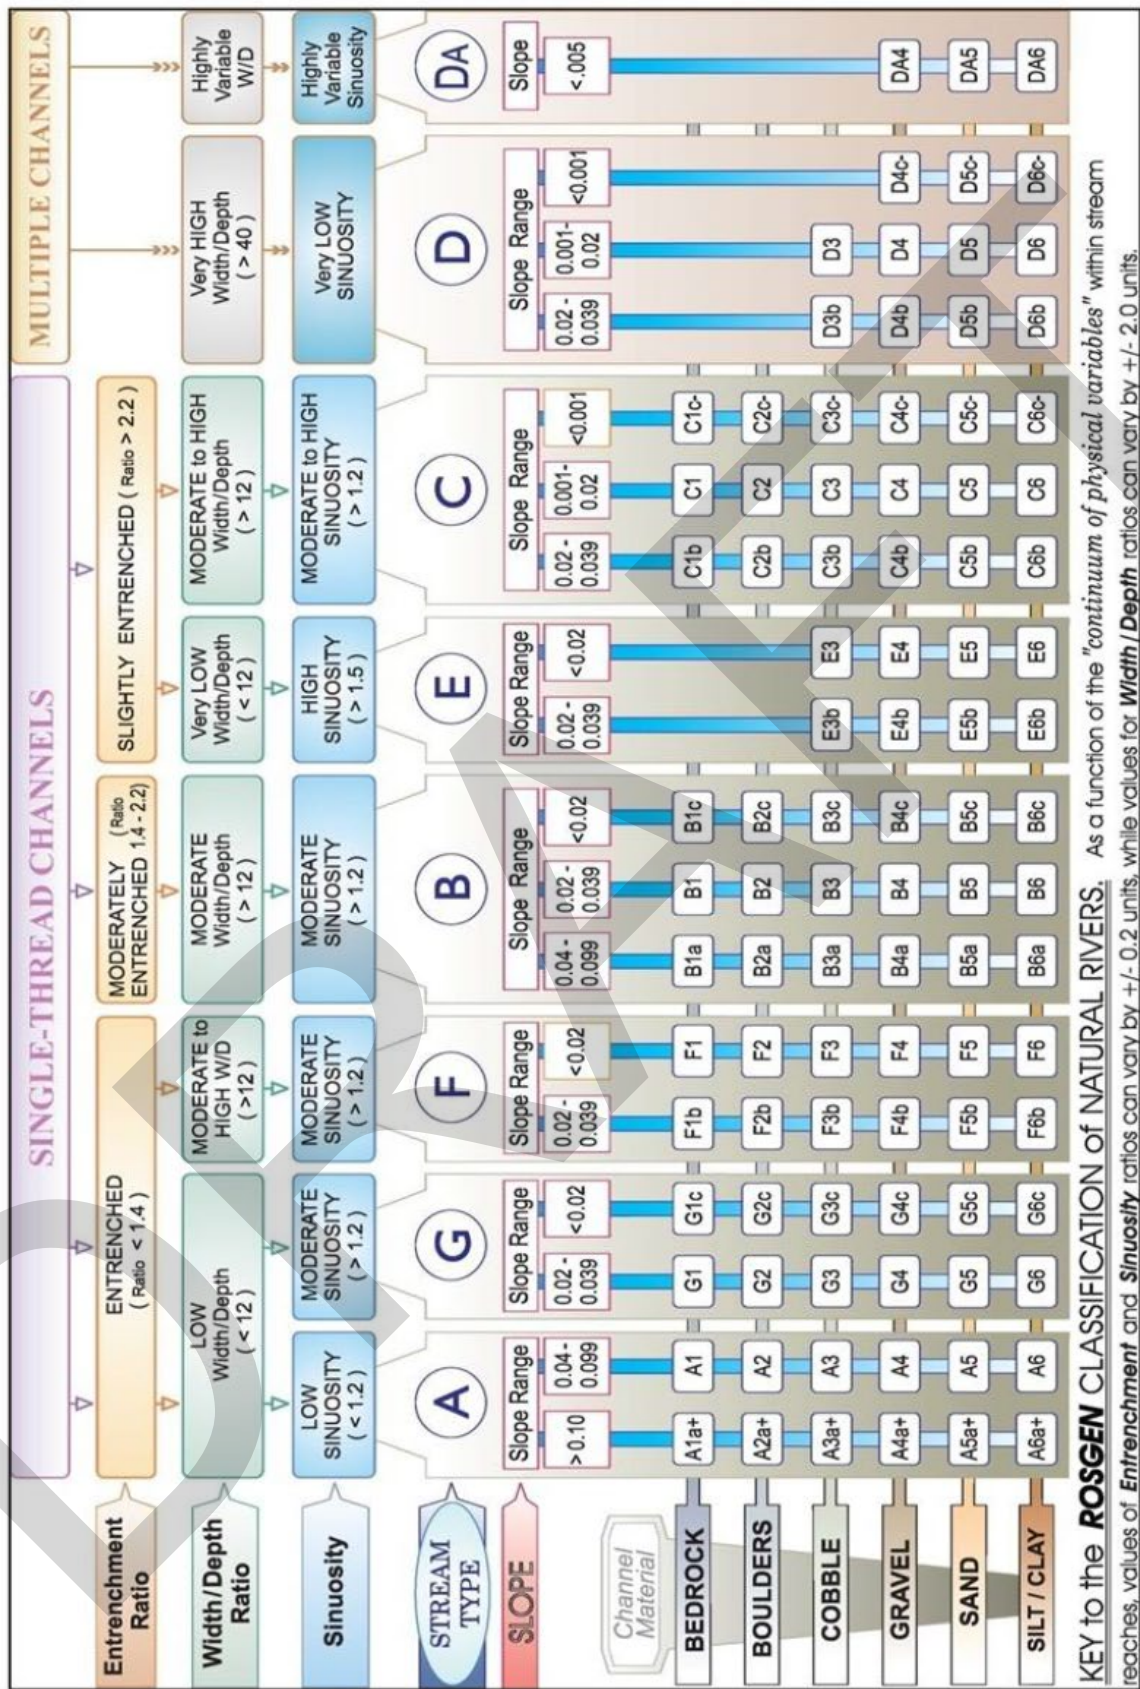 SINGLE-THREAD CHANNELS
MULTIPLE CHANNELS
Entrenchment
Ratio
ENTRENCHED
( Ratio < 1.4 )
MODERATELY
ENTRENCHED
( Ratio
1.4 - 2.2)
SLIGHTLY ENTRENCHED ( Ratio > 2.2 )
Width/Depth
Ratio
LOW
Width/Depth
( < 12 )
MODERATE to
HIGH W/D
( >12 )
MODERATE
Width/Depth
( > 12 )
Very LOW
Width/Depth
( < 12 )
MODERATE to HIGH
Width/Depth
( > 12 )
Very HIGH
Width/Depth
( > 40 )
Highly
Variable
W/D
Sinuosity
LOW
SINUOSITY
( < 1.2 )
MODERATE
SINUOSITY
( > 1.2 )
MODERATE
SINUOSITY
( > 1.2 )
MODERATE
SINUOSITY
( > 1.2 )
HIGH
SINUOSITY
( > 1.5 )
MODERATE to HIGH
SINUOSITY
( > 1.2 )
Very LOW
SINUOSITY
Highly
Variable
Sinuosity
STREAM
TYPE
A G F B E C D DA
SLOPE
Slope Range Slope Range Slope Range Slope Range Slope Range Slope Range Slope Range Slope
> 0.10
0.04 -
0.099
0.02 -
0.039
<0.02
0.02 -
0.039
<0.02
0.04 -
0.099
0.02 -
0.039
<0.02
0.02 -
0.039
<0.02
0.02 -
0.039
0.001-
0.02
<0.001
0.02 -
0.039
0.001-
0.02
<0.001
<.005
Channel
Material
BEDROCK A1a+ A1 G1 G1c F1b F1 B1a B1 B1c C1b C1 C1c-
BOULDERS A2a+ A2 G2 G2c F2b F2 B2a B2 B2c C2b C2 C2c-
COBBLE A3a+ A3 G3 G3c F3b F3 B3a B3 B3c E3b E3 C3b C3 C3c- D3b D3
GRAVEL A4a+ A4 G4 G4c F4b F4 B4a B4 B4c E4b E4 C4b C4 C4c- D4b D4 D4c- DA4
SAND A5a+ A5 G5 G5c F5b F5 B5a B5 B5c E5b E5 C5b C5 C5c- D5b D5 D5c- DA5
SILT / CLAY A6a+ A6 G6 G6c F6b F6 B6a B6 B6c E6b E6 C6b C6 C6c- D6b D6 D6c- DA6
KEY to the ROSGEN CLASSIFICATION of NATURAL RIVERS. As a function of the "continuum of physical variables" within stream
reaches, values of Entrenchment and Sinuosity ratios can vary by +/- 0.2 units, while values for Width / Depth ratios can vary by +/- 2.0 units.
DRAFT